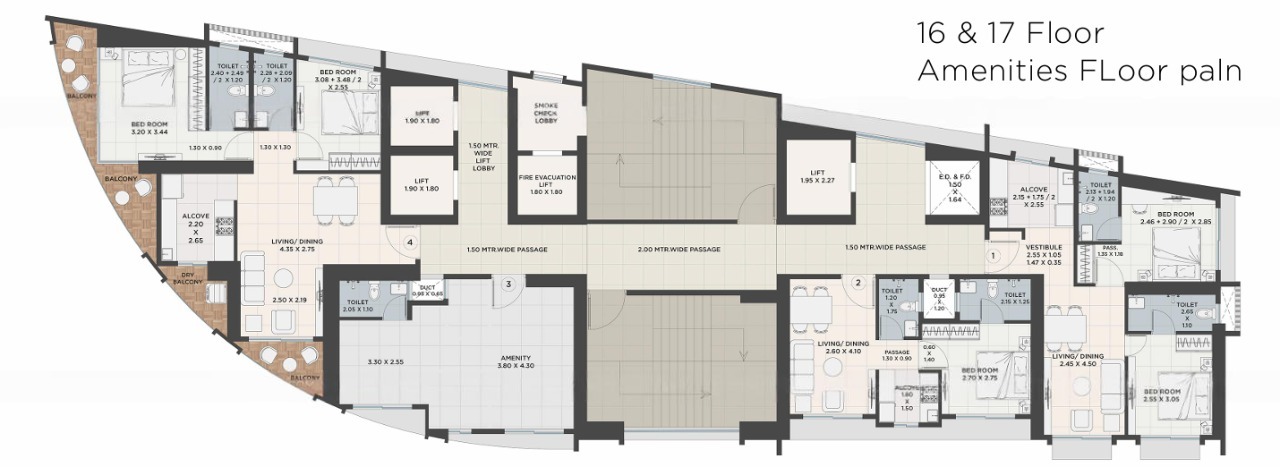 16 & 17 Floor
Amenities FLoor paln
BALCONY
BED ROOM
3.20 X 3.44
TOILET
2.40 + 2.49
/ 2 X 1.20
TOILET
2.28 + 2.09
/ 2 X 1.20
BED ROOM
3.08 + 3.48 / 2
X 2.55
1.30 X 0.90
1.30 X 1.30
LIFT
1.90 X 1.80
LIFT
1.90 X 1.80
1.50 MTR.
WIDE
LIFT
LOBBY
SMOKE
CHECK
LOBBY
FIRE EVACUATION
LIFT
1.80 X 1.80
BALCONY
ALCOVE
2.20
X
2.65
LIVING/ DINING
4.35 X 2.75
DRY
BALCONY
2.50 X 2.19
BALCONY
4
1.50 MTR.WIDE PASSAGE
2.00 MTR.WIDE PASSAGE
1.50 MTR.WIDE PASSAGE
TOILET
2.05 X 1.10
DUCT
0.95 X 0.65
3
3.30 X 2.55
AMENITY
3.80 X 4.30
LIFT
1.95 X 2.27
E.D. & F.D.
1.50
X
1.64
1
2
ALCOVE
2.15 + 1.75 / 2
X 2.55
TOILET
2.13 + 1.94
/ 2 X 1.20
BED ROOM
2.46 + 2.90 / 2 X 2.85
VESTIBULE
2.55 X 1.05
1.47 X 0.35
PASS.
1.35 X 1.18
TOILET
1.20
X
1.75
DUCT
0.95
X
1.20
TOILET
2.15 X 1.25
LIVING/ DINING
2.60 X 4.10
PASSAGE
1.30 X 0.90
0.60
X
1.40
BED ROOM
2.70 X 2.75
ALCOVE
1.80
X
1.50
LIVING/ DINING
2.45 X 4.50
TOILET
2.65
X
1.10
BED ROOM
2.55 X 3.05